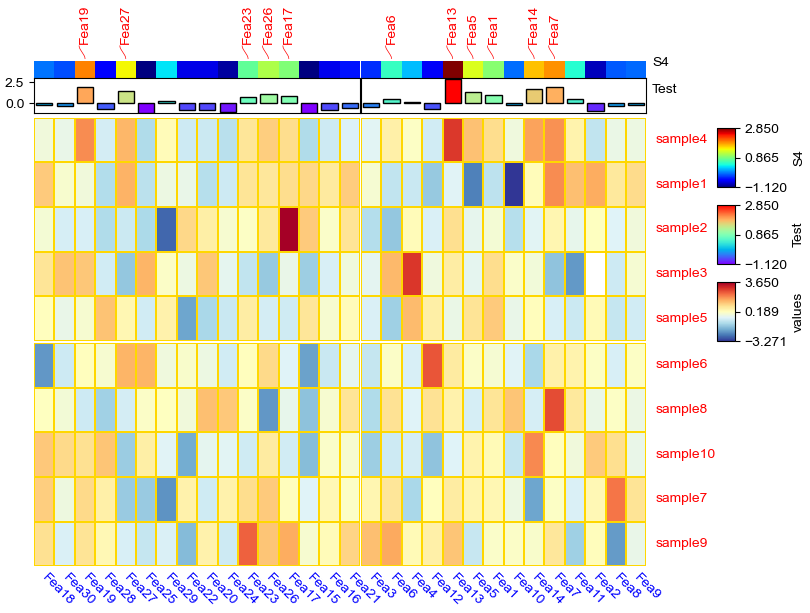 Fea19 Fea27 Fea23 Fea26 Fea17 Fea6 Fea13 Fea5 Fea1 Fea14 Fea7
S4
2.5
0.0
Test
sample4
sample1
sample2
sample3
sample5
sample6
sample8
sample10
sample7
sample9
2.850
0.865
−1.120
S4
2.850
0.865
−1.120
Test
3.650
0.189
−3.271
values
Fea18 Fea30 Fea19 Fea28 Fea27 Fea25 Fea29 Fea22 Fea20 Fea24 Fea23 Fea26 Fea17 Fea15 Fea16 Fea21 Fea3 Fea6 Fea4 Fea12 Fea13 Fea5 Fea1 Fea10 Fea14 Fea7 Fea11 Fea2 Fea8 Fea9